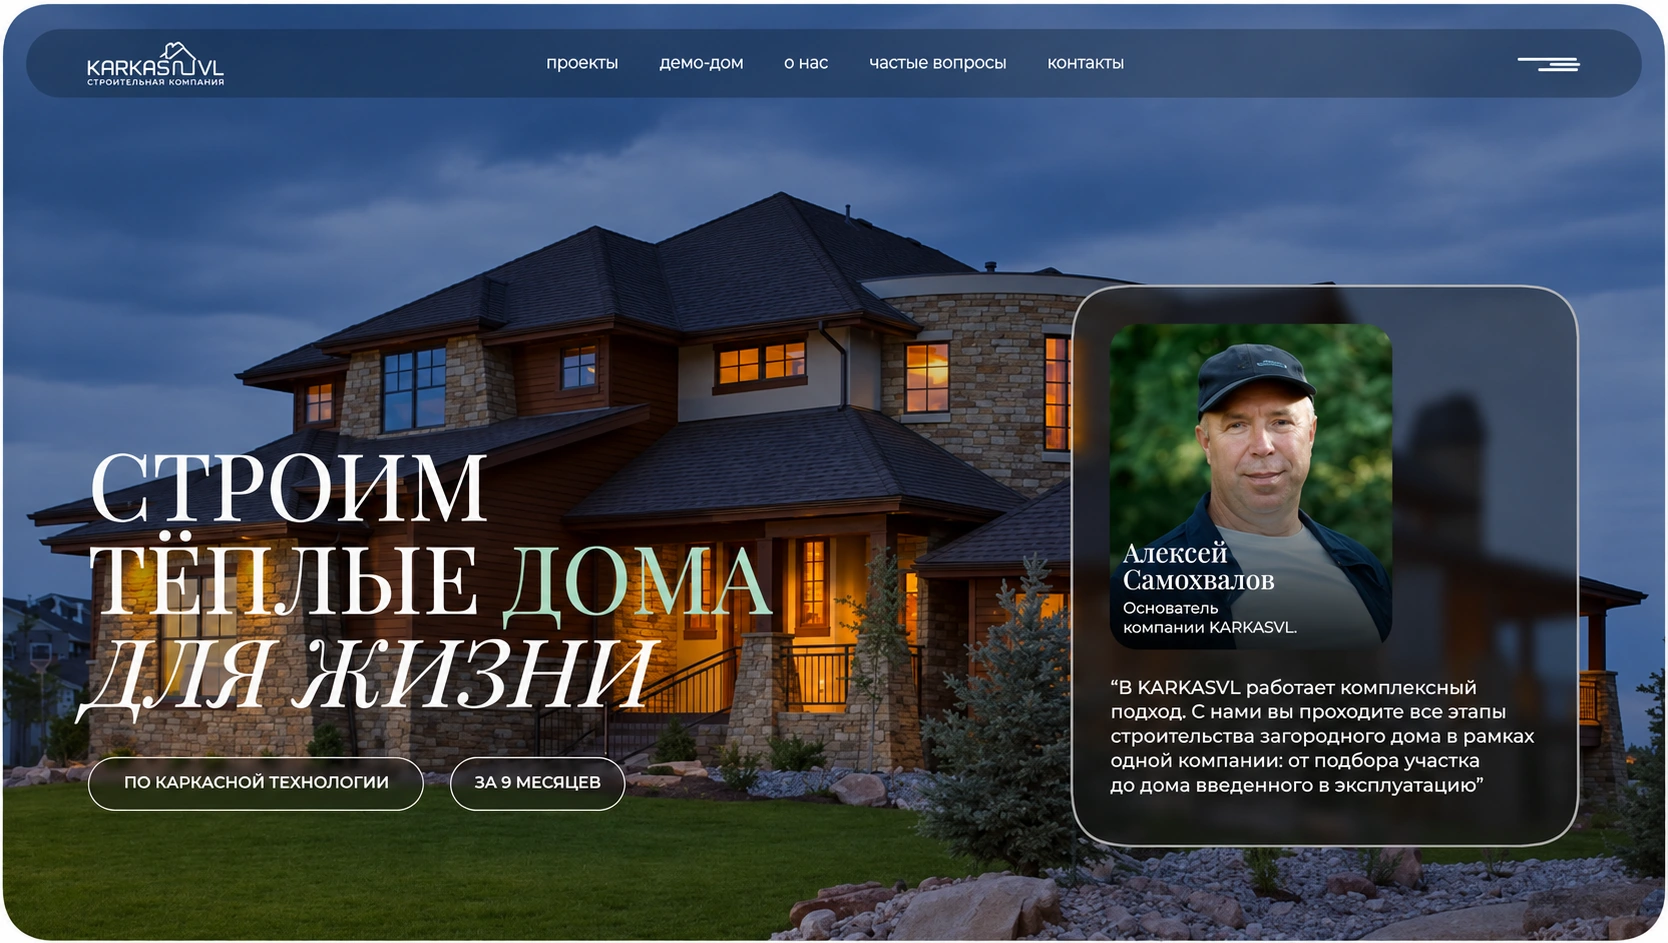 KARKASVL
СТРОИТЕЛЬНАЯ КОМПАНИЯ
проекты демо-дом о нас частые вопросы контакты
СТРОИМ
ТЁПЛЫЕ ДОМА
ДЛЯ ЖИЗНИ
ПО КАРКАСНОЙ ТЕХНОЛОГИИ ЗА 9 МЕСЯЦЕВ
Алексей
Самохвалов
Основатель
компании KARKASVL.
“В KARKASVL работает комплексный
подход. С нами вы проходите все этапы
строительства загородного дома в рамках
одной компании: от подбора участка
до дома введенного в эксплуатацию”